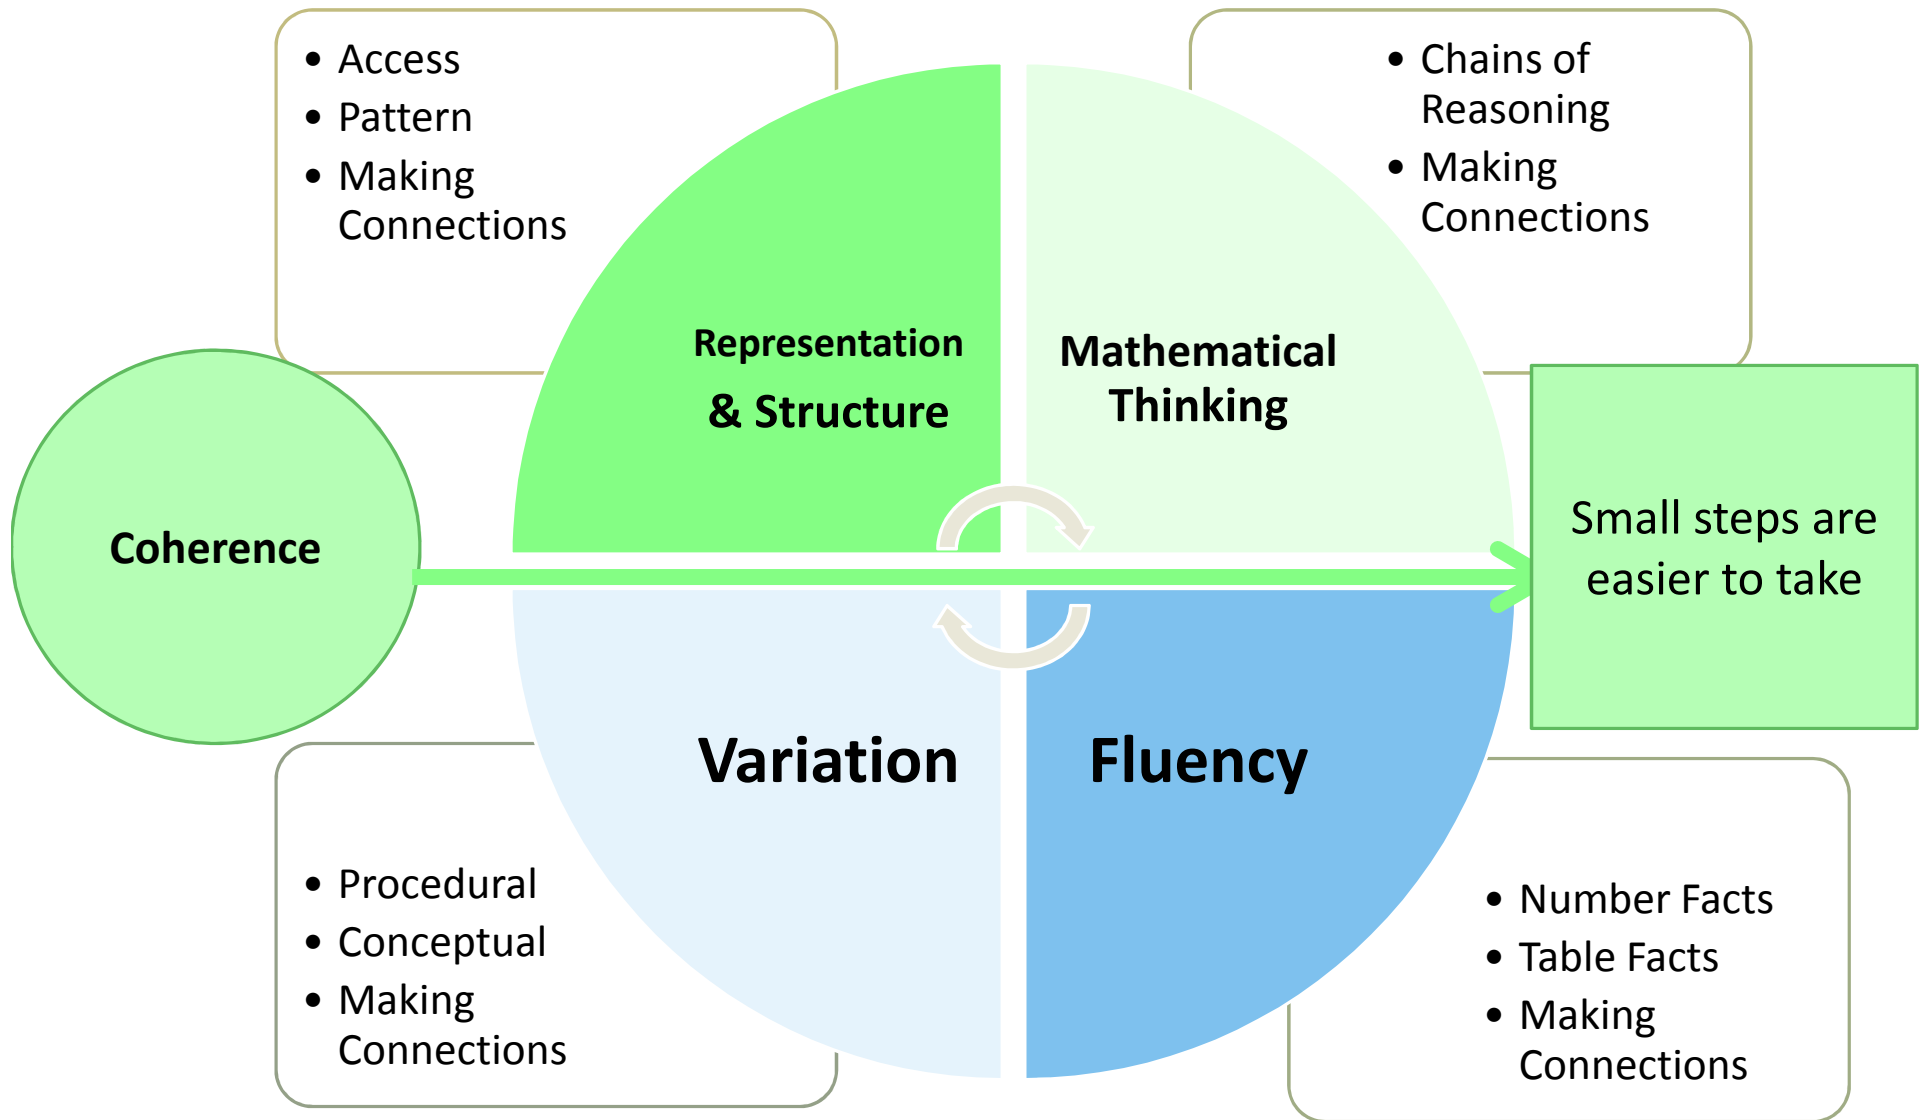 • Access
• Pattern
• Making
Connections
• Chains of
Reasoning
• Making
Connections
Representation
& Structure
Mathematical
Thinking
Coherence
Small steps are
easier to take
Variation
Fluency
• Procedural
• Conceptual
• Making
Connections
• Number Facts
• Table Facts
• Making
Connections